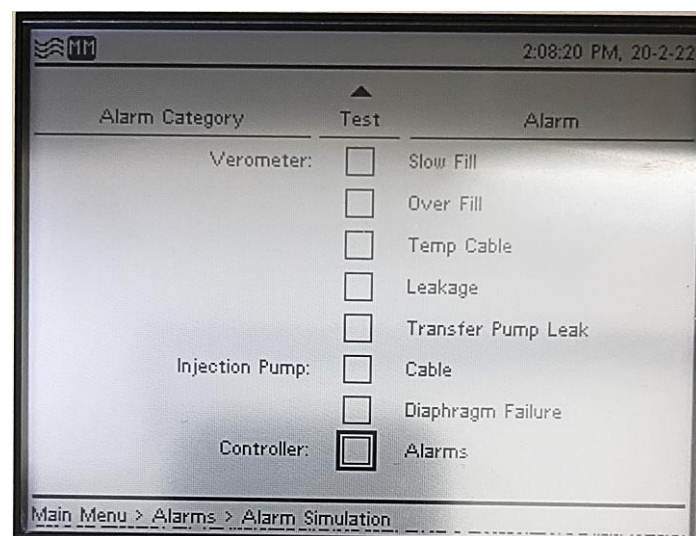 MM 2:08:20 PM, 20-2-22
Alarm Category Test Alarm
Verometer: Slow Fill
Over Fill
Temp Cable
Leakage
Transfer Pump Leak
Injection Pump: Cable
Diaphragm Failure
Controller: Alarms
Main Menu > Alarms > Alarm Simulation